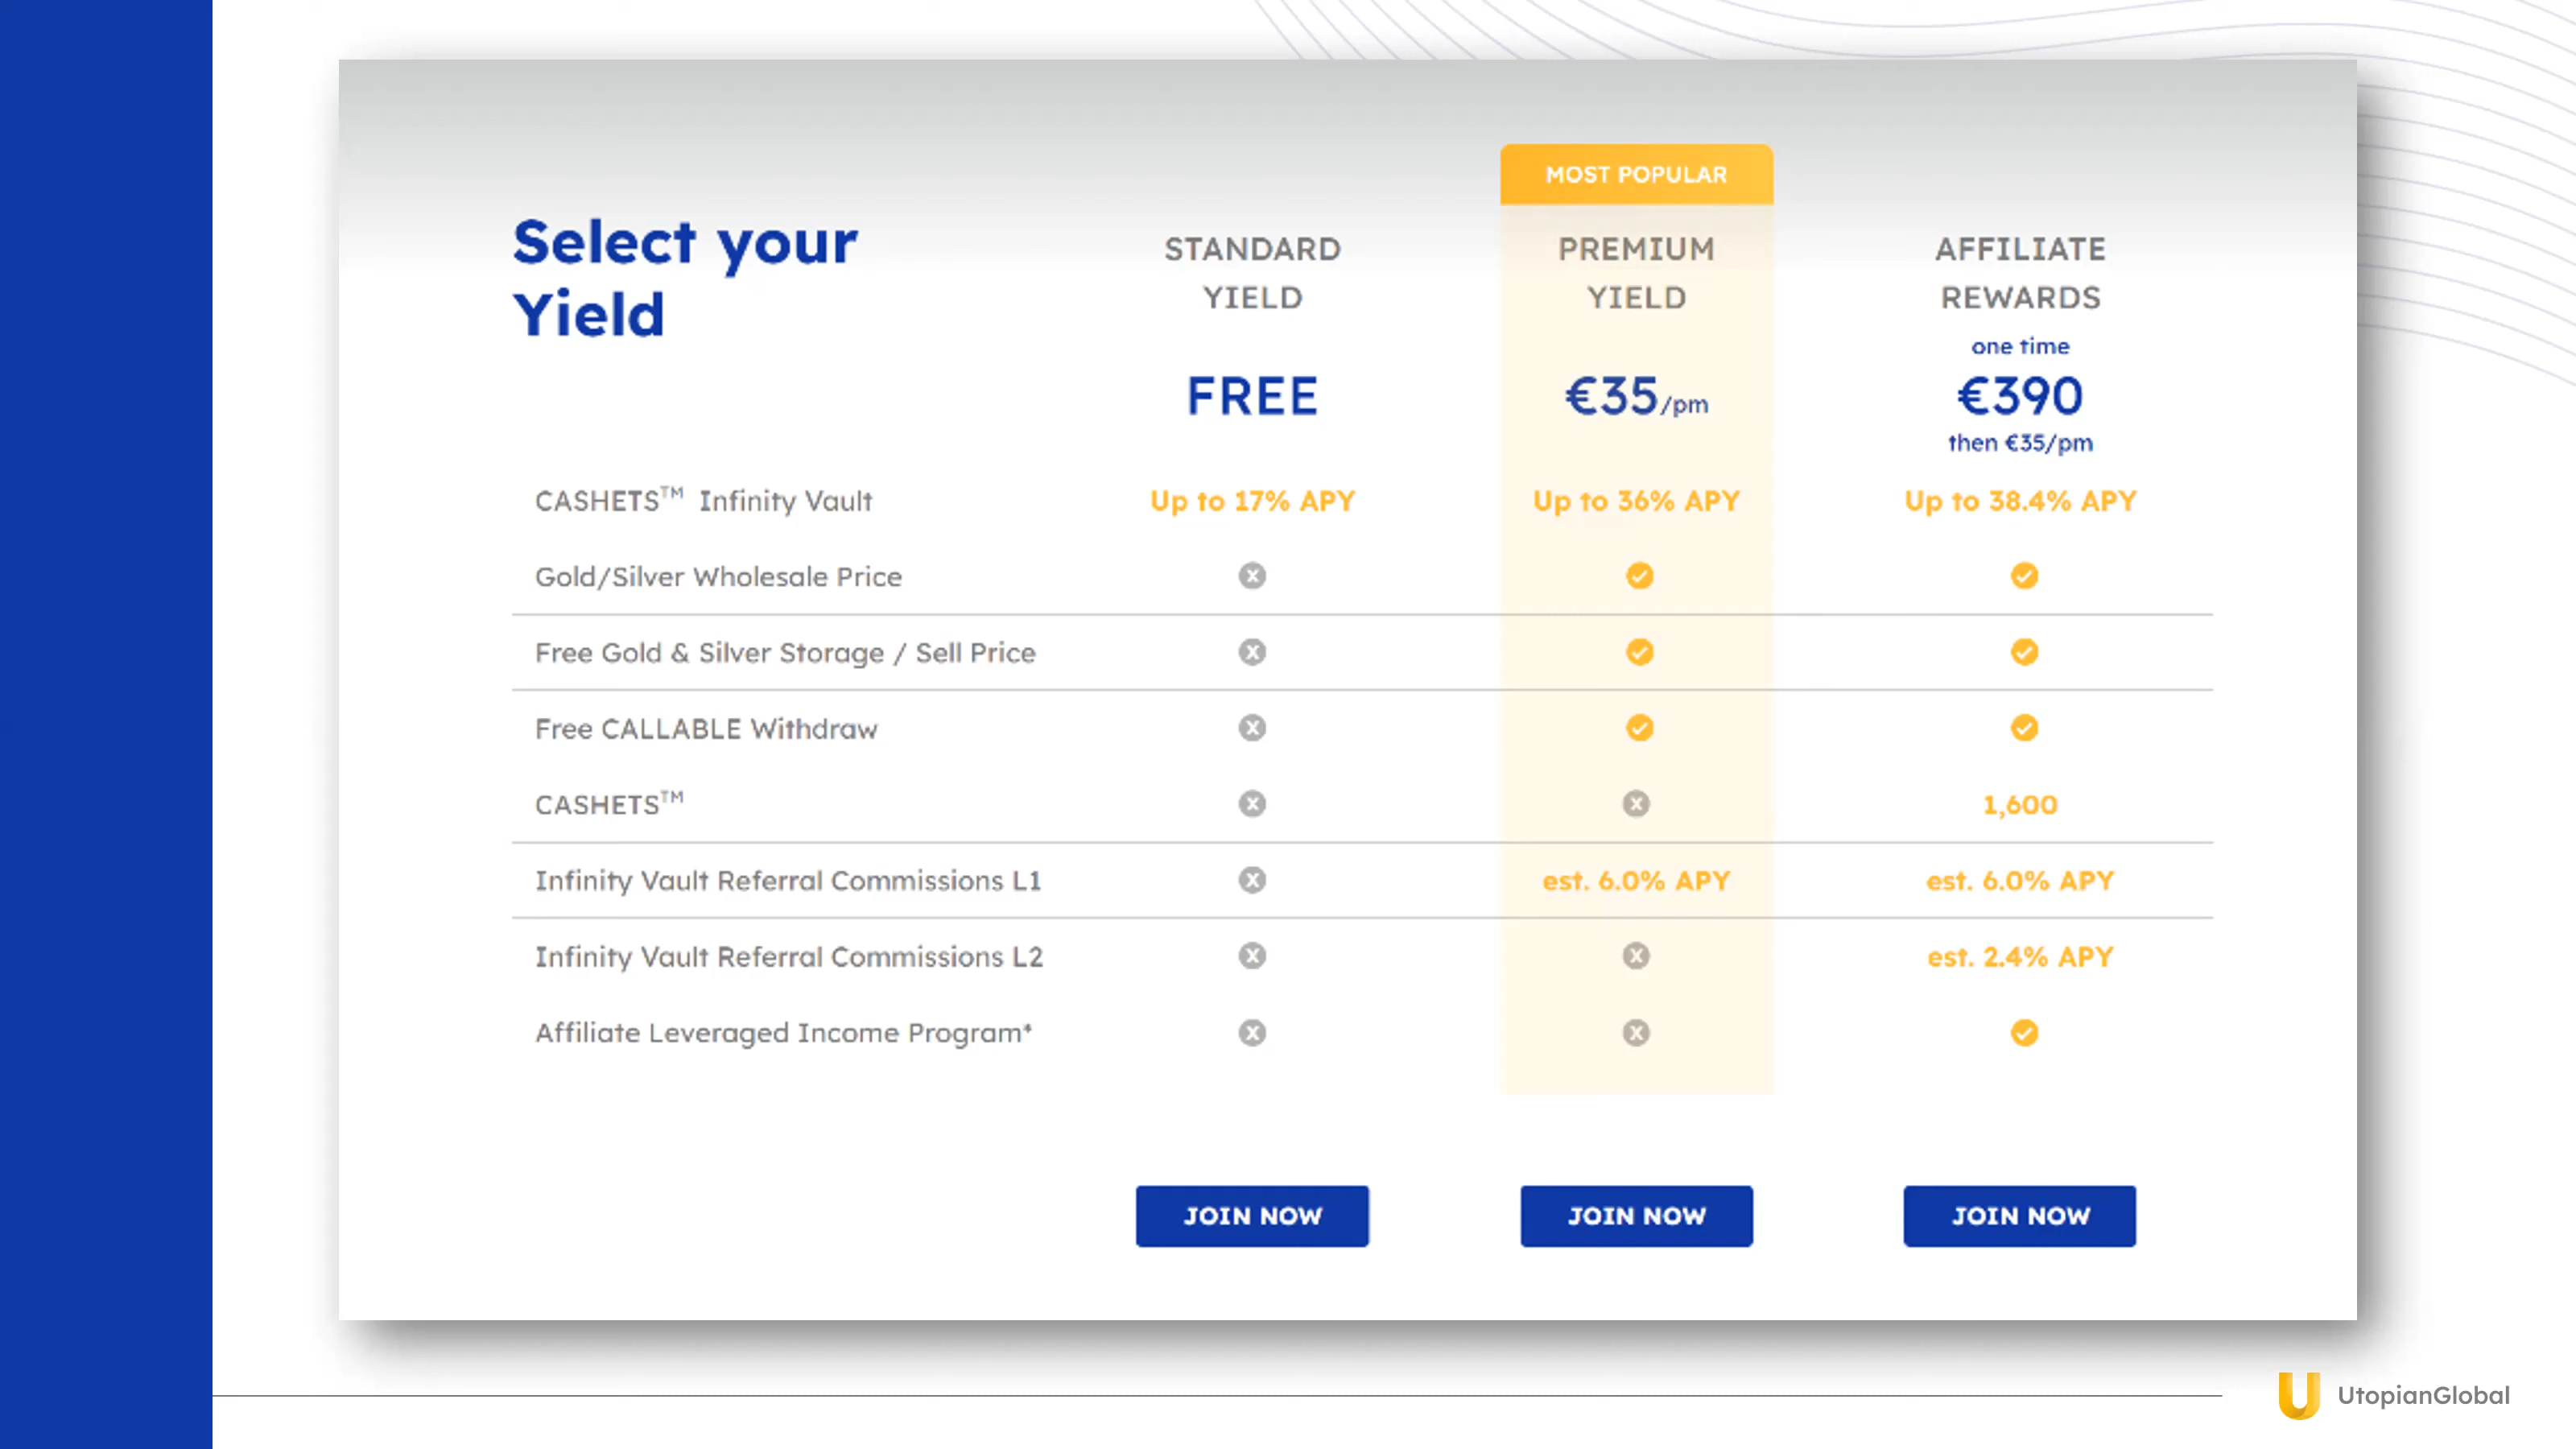 MOST POPULAR
Select your
Yield
STANDARD
YIELD
FREE
PREMIUM
YIELD
€35/pm
AFFILIATE
REWARDS
one time
€390
then €35/pm
CASHETS™ Infinity Vault Up to 17% APY Up to 36% APY Up to 38.4% APY
Gold/Silver Wholesale Price
Free Gold & Silver Storage / Sell Price
Free CALLABLE Withdraw
CASHETS™ 1,600
Infinity Vault Referral Commissions L1 est. 6.0% APY est. 6.0% APY
Infinity Vault Referral Commissions L2 est. 2.4% APY
Affiliate Leveraged Income Program*
JOIN NOW JOIN NOW JOIN NOW
UtopianGlobal